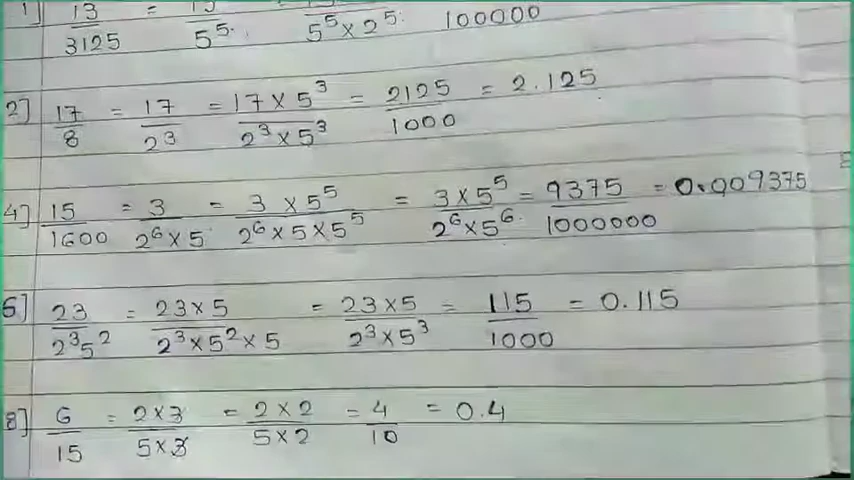 1] 13/3125 = 13/5⁵ 5⁵×2⁵ 100000
2] 17/8 = 17/2³ = 17×5³/2³×5³ = 2125/1000 = 2.125
4] 15/1600 = 3/2⁶×5 = 3×5⁵/2⁶×5×5⁵ = 3×5⁵/2⁶×5⁶ = 9375/1000000 = 0.009375
6] 23/2³5² = 23×5/2³×5²×5 = 23×5/2³×5³ = 115/1000 = 0.115
8] 6/15 = 2×3/5×3 = 2×2/5×2 = 4/10 = 0.4